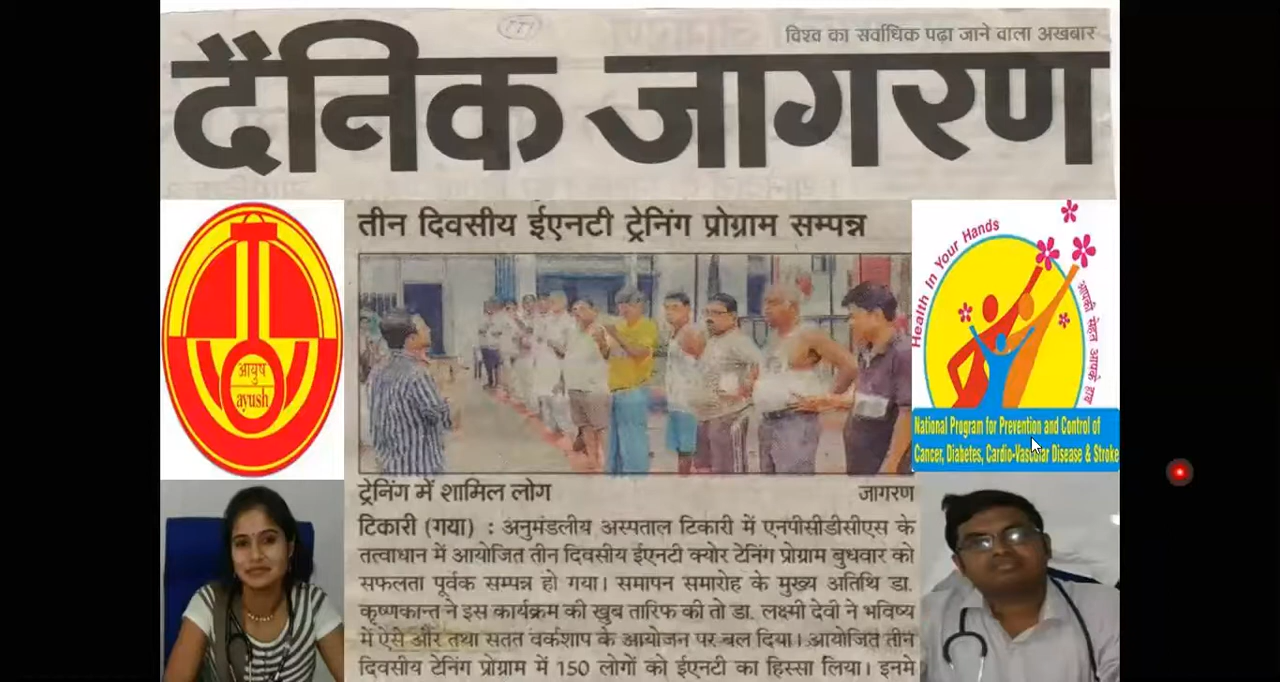 विश्व का सर्वाधिक पढ़ा जाने वाला अखबार
दैनिक जागरण
तीन दिवसीय ईएनटी ट्रेनिंग प्रोग्राम सम्पन्न
आयुष
ayush
Health In Your Hands
आपकी सेहत आपके हाथ
National Program for Prevention and Control of
Cancer, Diabetes, Cardio-Vascular Disease & Stroke
ट्रेनिंग में शामिल लोग
जागरण
टिकारी (गया) : अनुमंडलीय अस्पताल टिकारी में एनपीसीडीसीएस के
तत्वाधान में आयोजित तीन दिवसीय ईएनटी क्योर टेनिंग प्रोग्राम बुधवार को
सफलता पूर्वक सम्पन्न हो गया। समापन समारोह के मुख्य अतिथि डा.
कृष्णकान्त ने इस कार्यक्रम की खुब तारिफ की तो डा. लक्ष्मी देवी ने भविष्य
में ऐसे और तथा सतत वर्कशाप के आयोजन पर बल दिया। आयोजित तीन
दिवसीय टेनिंग प्रोग्राम में 150 लोगों को ईएनटी का हिस्सा लिया। इनमे